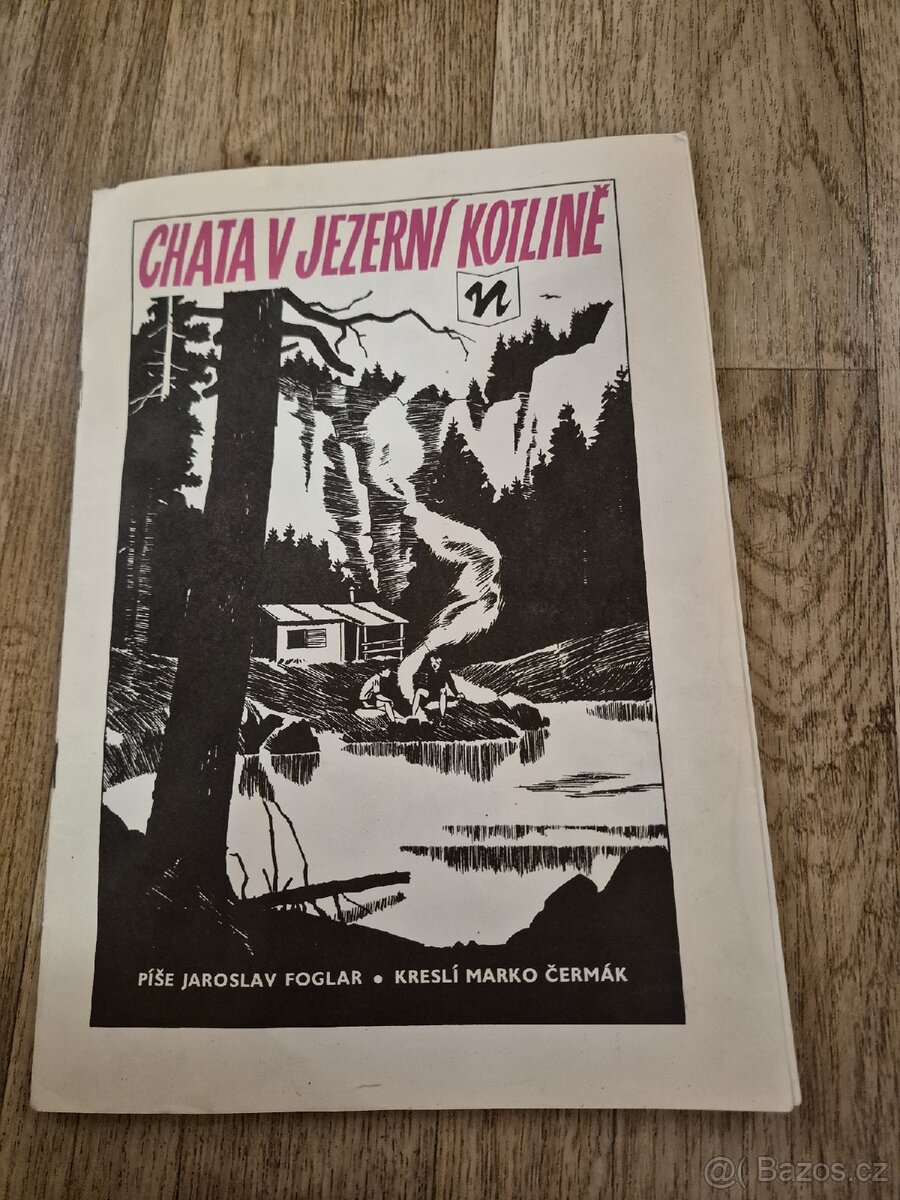 CHATA V JEZERNÍ KOTLINĚ
n
PÍŠE JAROSLAV FOGLAR • KRESLÍ MARKO ČERMÁK
@( Bazos.cz